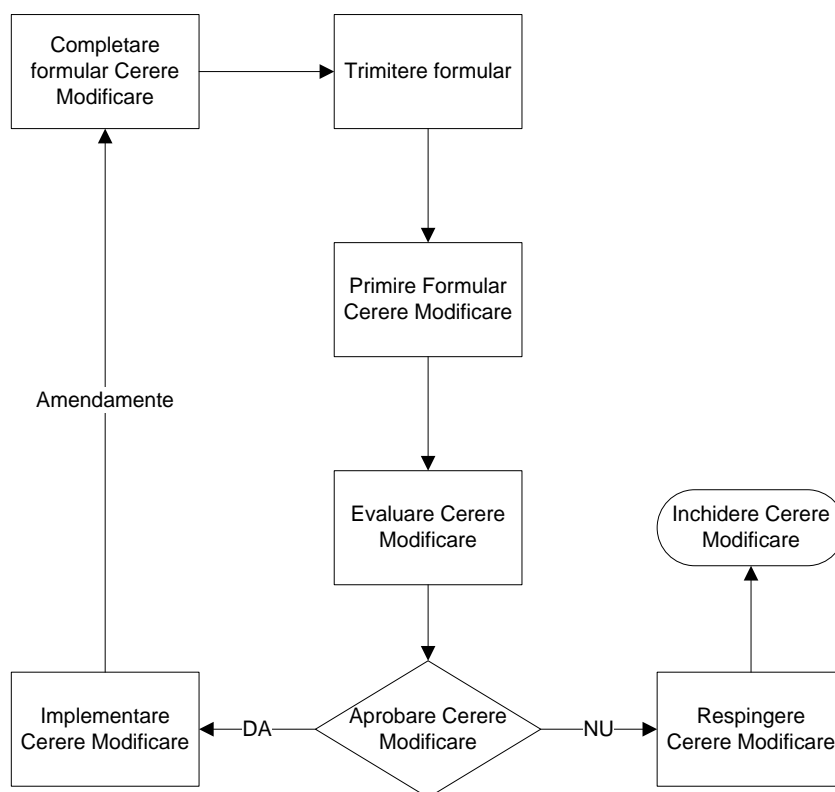 Completare
formular Cerere
Modificare
Trimitere formular
Primire Formular
Cerere Modificare
Amendamente
Evaluare Cerere
Modificare
Inchidere Cerere
Modificare
Implementare
Cerere Modificare
DA
Aprobare Cerere
Modificare
NU
Respingere
Cerere Modificare